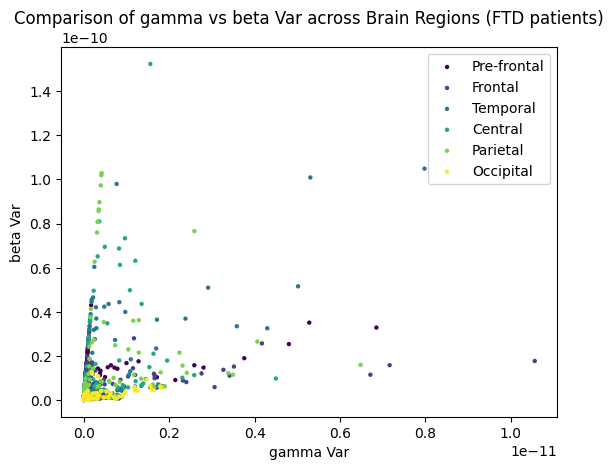 Comparison of gamma vs beta Var across Brain Regions (FTD patients)
1e−10
1.4
1.2
1.0
0.8
0.6
0.4
0.2
0.0
beta Var
Pre-frontal
Frontal
Temporal
Central
Parietal
Occipital
0.0 0.2 0.4 0.6 0.8 1.0
1e−11
gamma Var